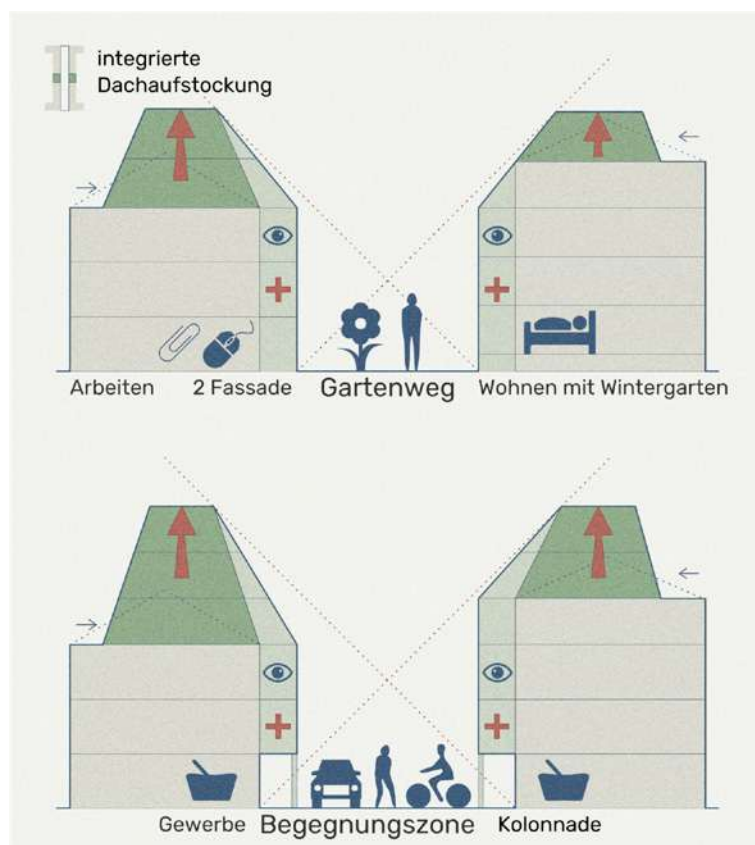 integrierte
Dachaufstockung
Arbeiten 2 Fassade Gartenweg Wohnen mit Wintergarten
Gewerbe Begegnungszone Kolonnade